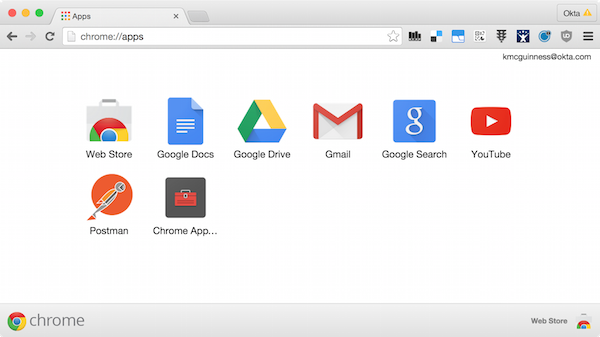 Apps
Okta
chrome://apps
kmcguinness@okta.com
Web Store
Google Docs
Google Drive
Gmail
Google Search
YouTube
Postman
Chrome App...
chrome
Web Store